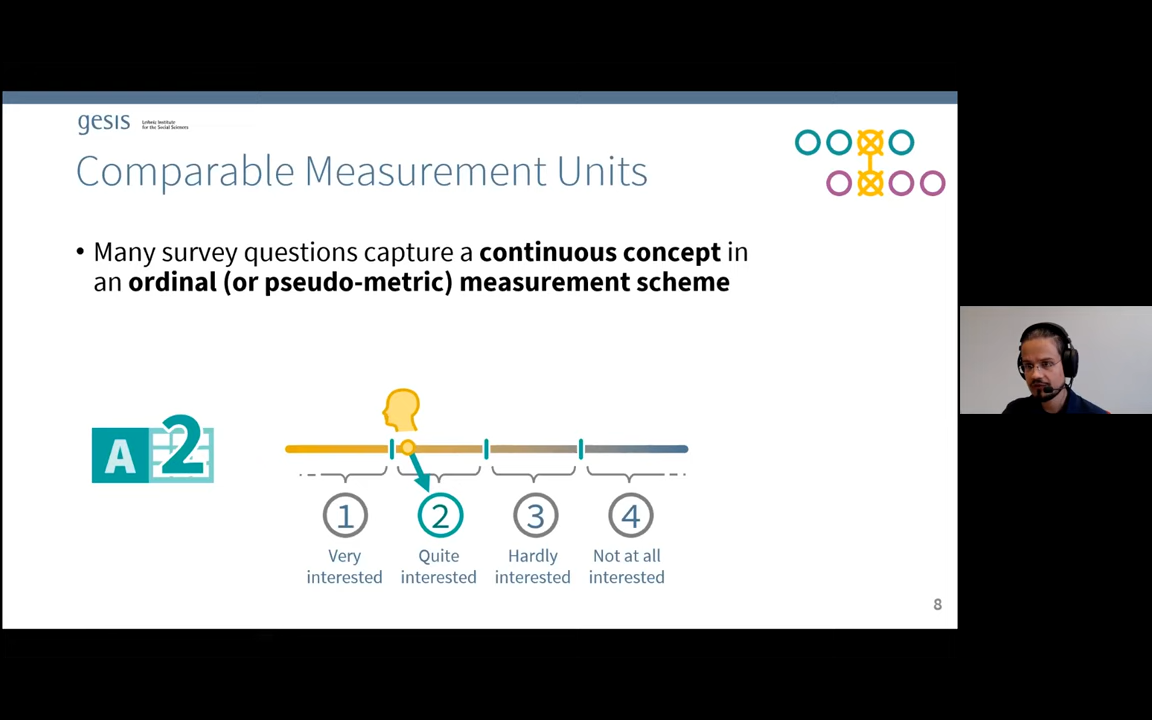 gesis
Leibniz Institute
for the Social Sciences
Comparable Measurement Units
• Many survey questions capture a continuous concept in
an ordinal (or pseudo-metric) measurement scheme
A 2
1 2 3 4
Very Quite Hardly Not at all
interested interested interested interested
8